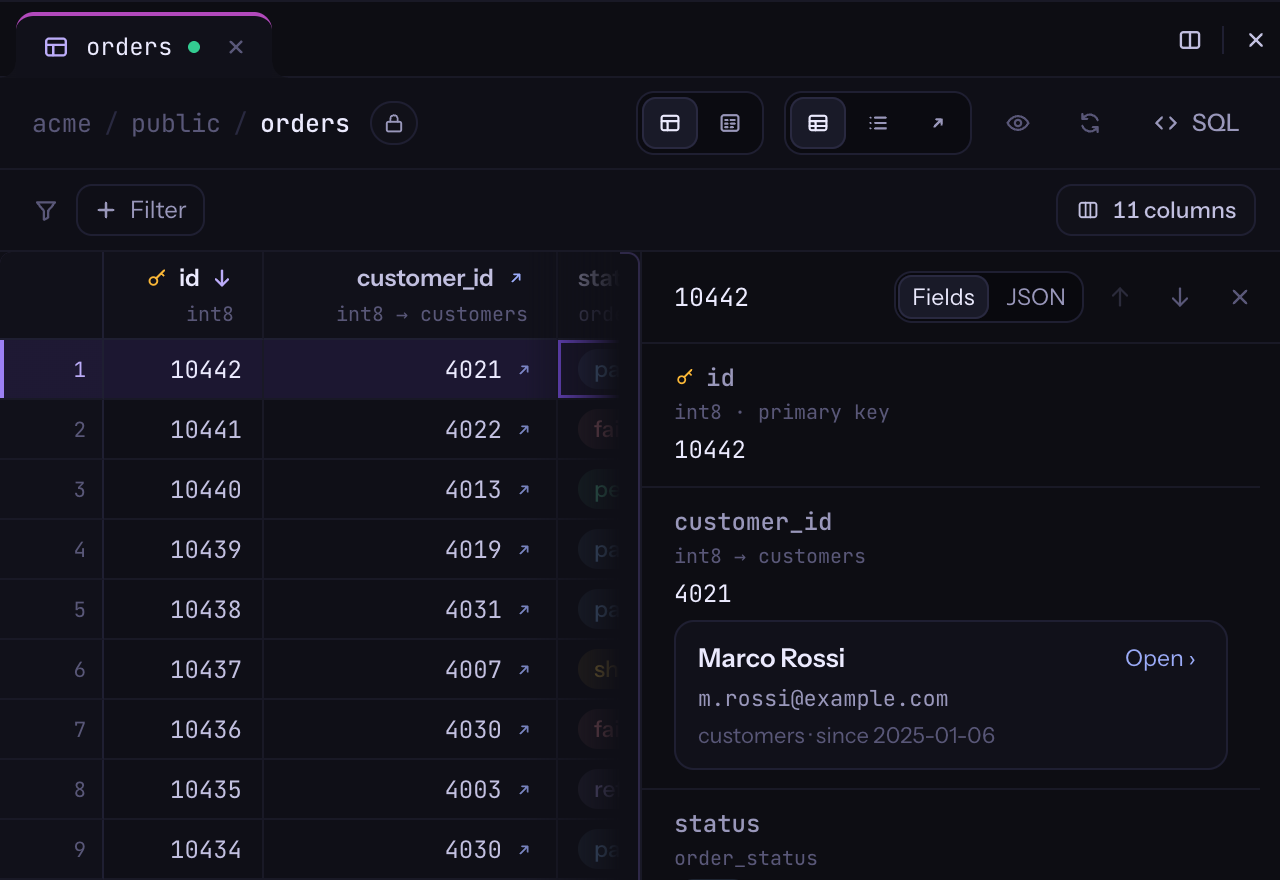 orders
acme / public / orders
SQL
Filter
11 columns
id ↓
int8
customer_id ↗
int8 → customers
1 10442 4021 ↗
2 10441 4022 ↗
3 10440 4013 ↗
4 10439 4019 ↗
5 10438 4031 ↗
6 10437 4007 ↗
7 10436 4030 ↗
8 10435 4003 ↗
9 10434 4030 ↗
10442
Fields JSON
id
int8 · primary key
10442
customer_id
int8 → customers
4021
Marco Rossi
Open ›
m.rossi@example.com
customers · since 2025-01-06
status
order_status